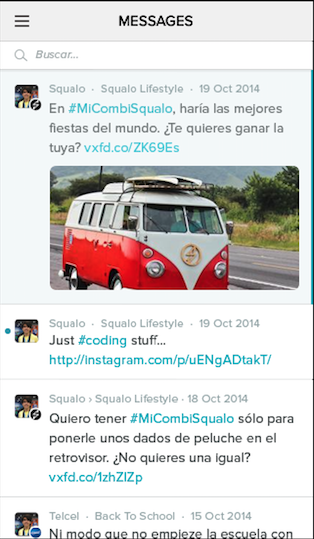 MESSAGES
Buscar...
Squalo · Squalo Lifestyle · 19 Oct 2014
En #MiCombiSqualo, haría las mejores
fiestas del mundo. ¿Te quieres ganar la
tuya? vxfd.co/ZK69Es
Squalo · Squalo Lifestyle · 19 Oct 2014
Just #coding stuff...
http://instagram.com/p/uENgADtakT/
Squalo › Squalo Lifestyle · 18 Oct 2014
Quiero tener #MiCombiSqualo sólo para
ponerle unos dados de peluche en el
retrovisor. ¿No quieres una igual?
vxfd.co/1zhZlZp
Telcel · Back To School · 15 Oct 2014
Ni modo que no empieze la escuela con